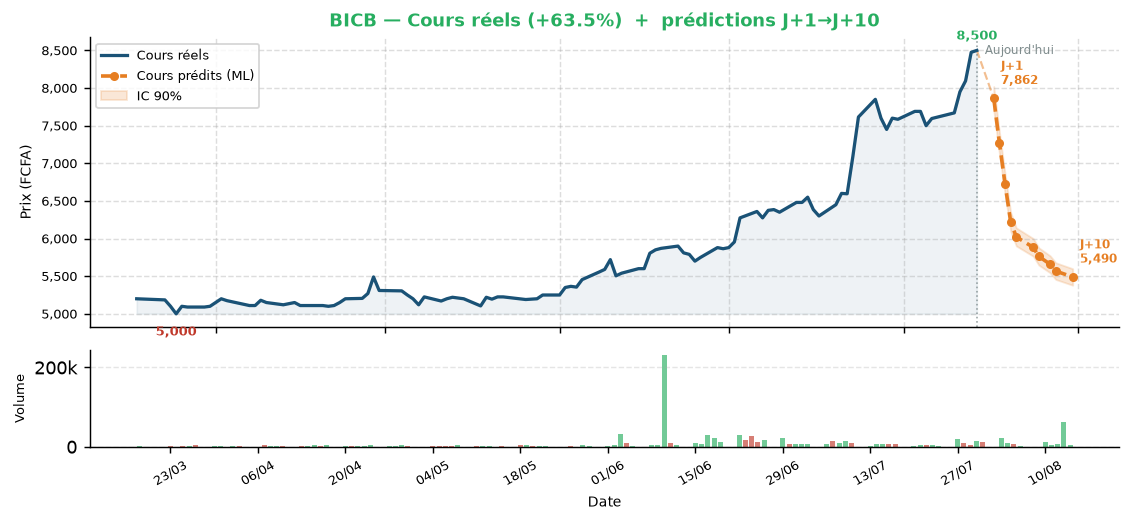 BICB — Cours réels (+63.5%)  +  prédictions J+1→J+10
8,500
Aujourd'hui
Cours réels
Cours prédits (ML)
IC 90%
J+1
7,862
J+10
5,490
5,000
Prix (FCFA)
8,500
8,000
7,500
7,000
6,500
6,000
5,500
5,000
Volume
200k
0
23/03
06/04
20/04
04/05
18/05
01/06
15/06
29/06
13/07
27/07
10/08
Date